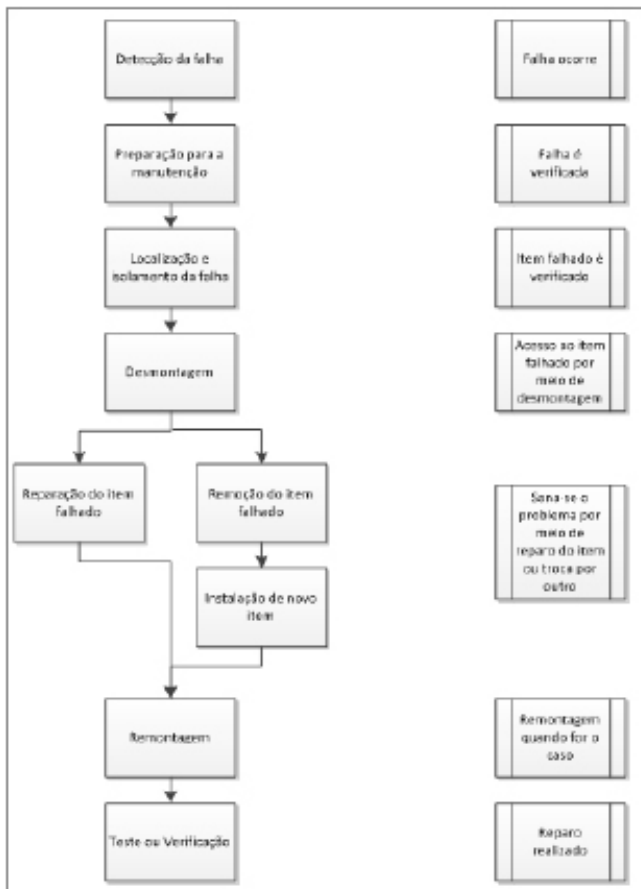 Detecção da falha
Falha ocorre
Preparação para a
manutenção
Falha é
verificada
Localização e
isolamento da falha
Item falhado é
verificado
Desmontagem
Acesso ao item
falhado por
meio de
desmontagem
Reparação do item
falhado
Remoção do item
falhado
Sana-se o
problema por
meio de
reparo do item
ou troca por
outro
Instalação de novo
item
Remontagem
Remontagem
quando for o
caso
Teste ou Verificação
Reparo
realizado